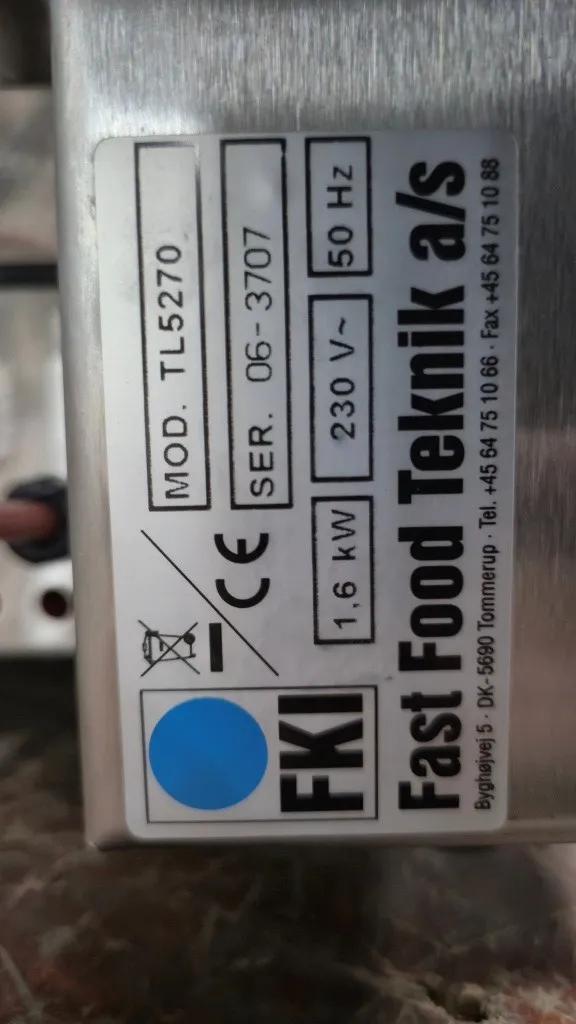 MOD. TL5270
SER. 06-3707
CE
1,6 kW
230 V~
50 Hz
FKI
Fast Food Teknik a/s
Byghøjvej 5 · DK-5690 Tommerup · Tel. +45 64 75 10 66 · Fax +45 64 75 10 88